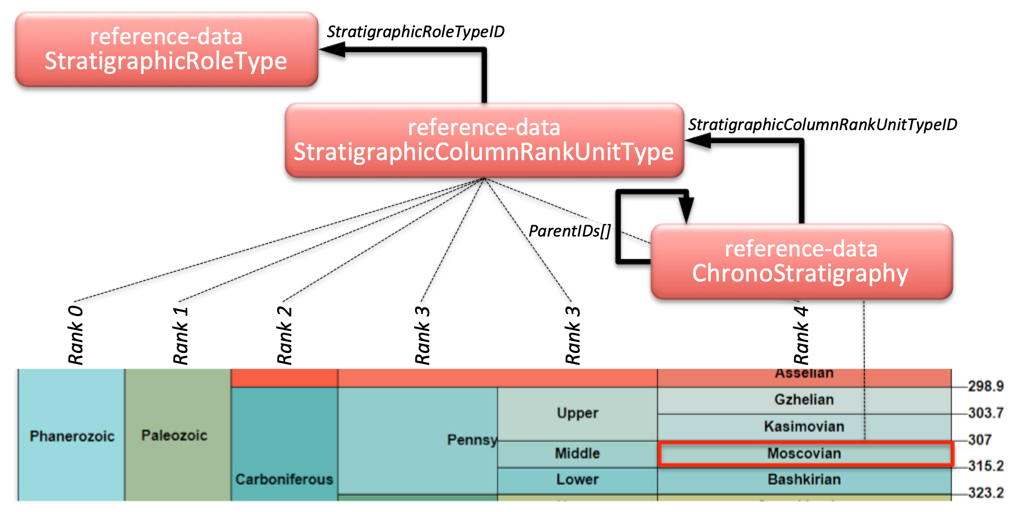 reference-data
StratigraphicRoleType
StratigraphicRoleTypeID
reference-data
StratigraphicColumnRankUnitType
StratigraphicColumnRankUnitTypeID
ParentIDs[]
reference-data
ChronoStratigraphy
Rank 0
Rank 1
Rank 2
Rank 3
Rank 3
Rank 4
Asselian
298.9
Gzhelian
Upper
303.7
Phanerozoic
Paleozoic
Pennsy
Kasimovian
307
Middle
Moscovian
315.2
Carboniferous
Lower
Bashkirian
323.2